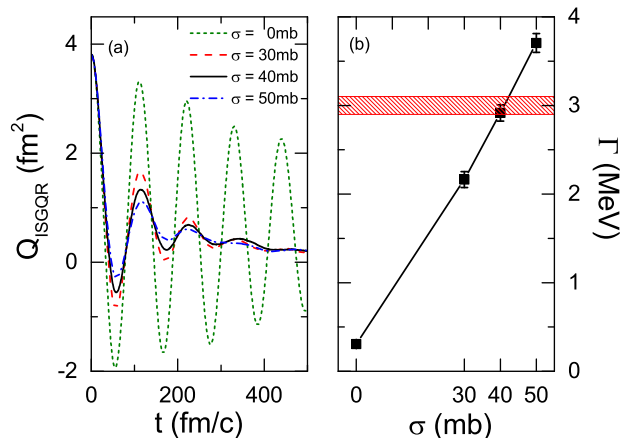 (a)
σ = 0mb
σ = 30mb
σ = 40mb
σ = 50mb
4
2
0
-2
Q_ISGQR (fm²)
0
200
400
t (fm/c)
(b)
4
3
2
1
0
Γ (MeV)
0
30
40
50
σ (mb)